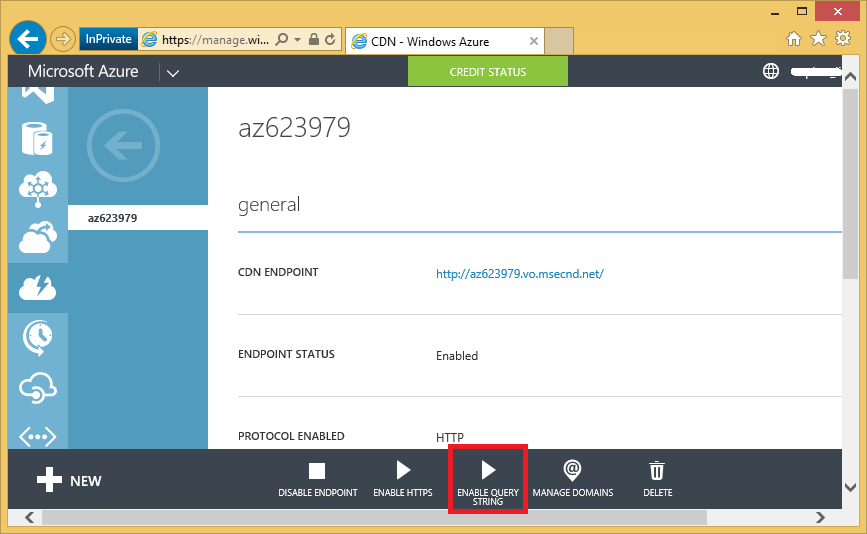 InPrivate
https://manage.wi...
CDN - Windows Azure
Microsoft Azure
CREDIT STATUS
az623979
az623979
general
CDN ENDPOINT
http://az623979.vo.msecnd.net/
ENDPOINT STATUS
Enabled
PROTOCOL ENABLED
HTTP
NEW
DISABLE ENDPOINT
ENABLE HTTPS
ENABLE QUERY
STRING
MANAGE DOMAINS
DELETE